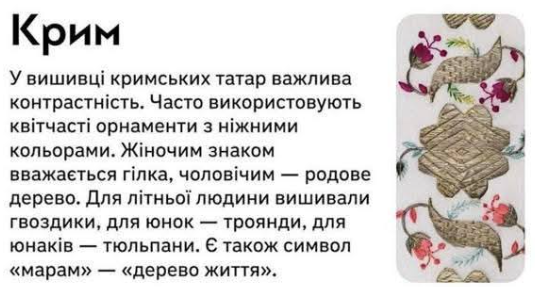 Крим
У вишивці кримських татар важлива
контрастність. Часто використовують
квітчасті орнаменти з ніжними
кольорами. Жіночим знаком
вважається гілка, чоловічим — родове
дерево. Для літньої людини вишивали
гвоздики, для юнок — троянди, для
юнаків — тюльпани. Є також символ
«марам» — «дерево життя».